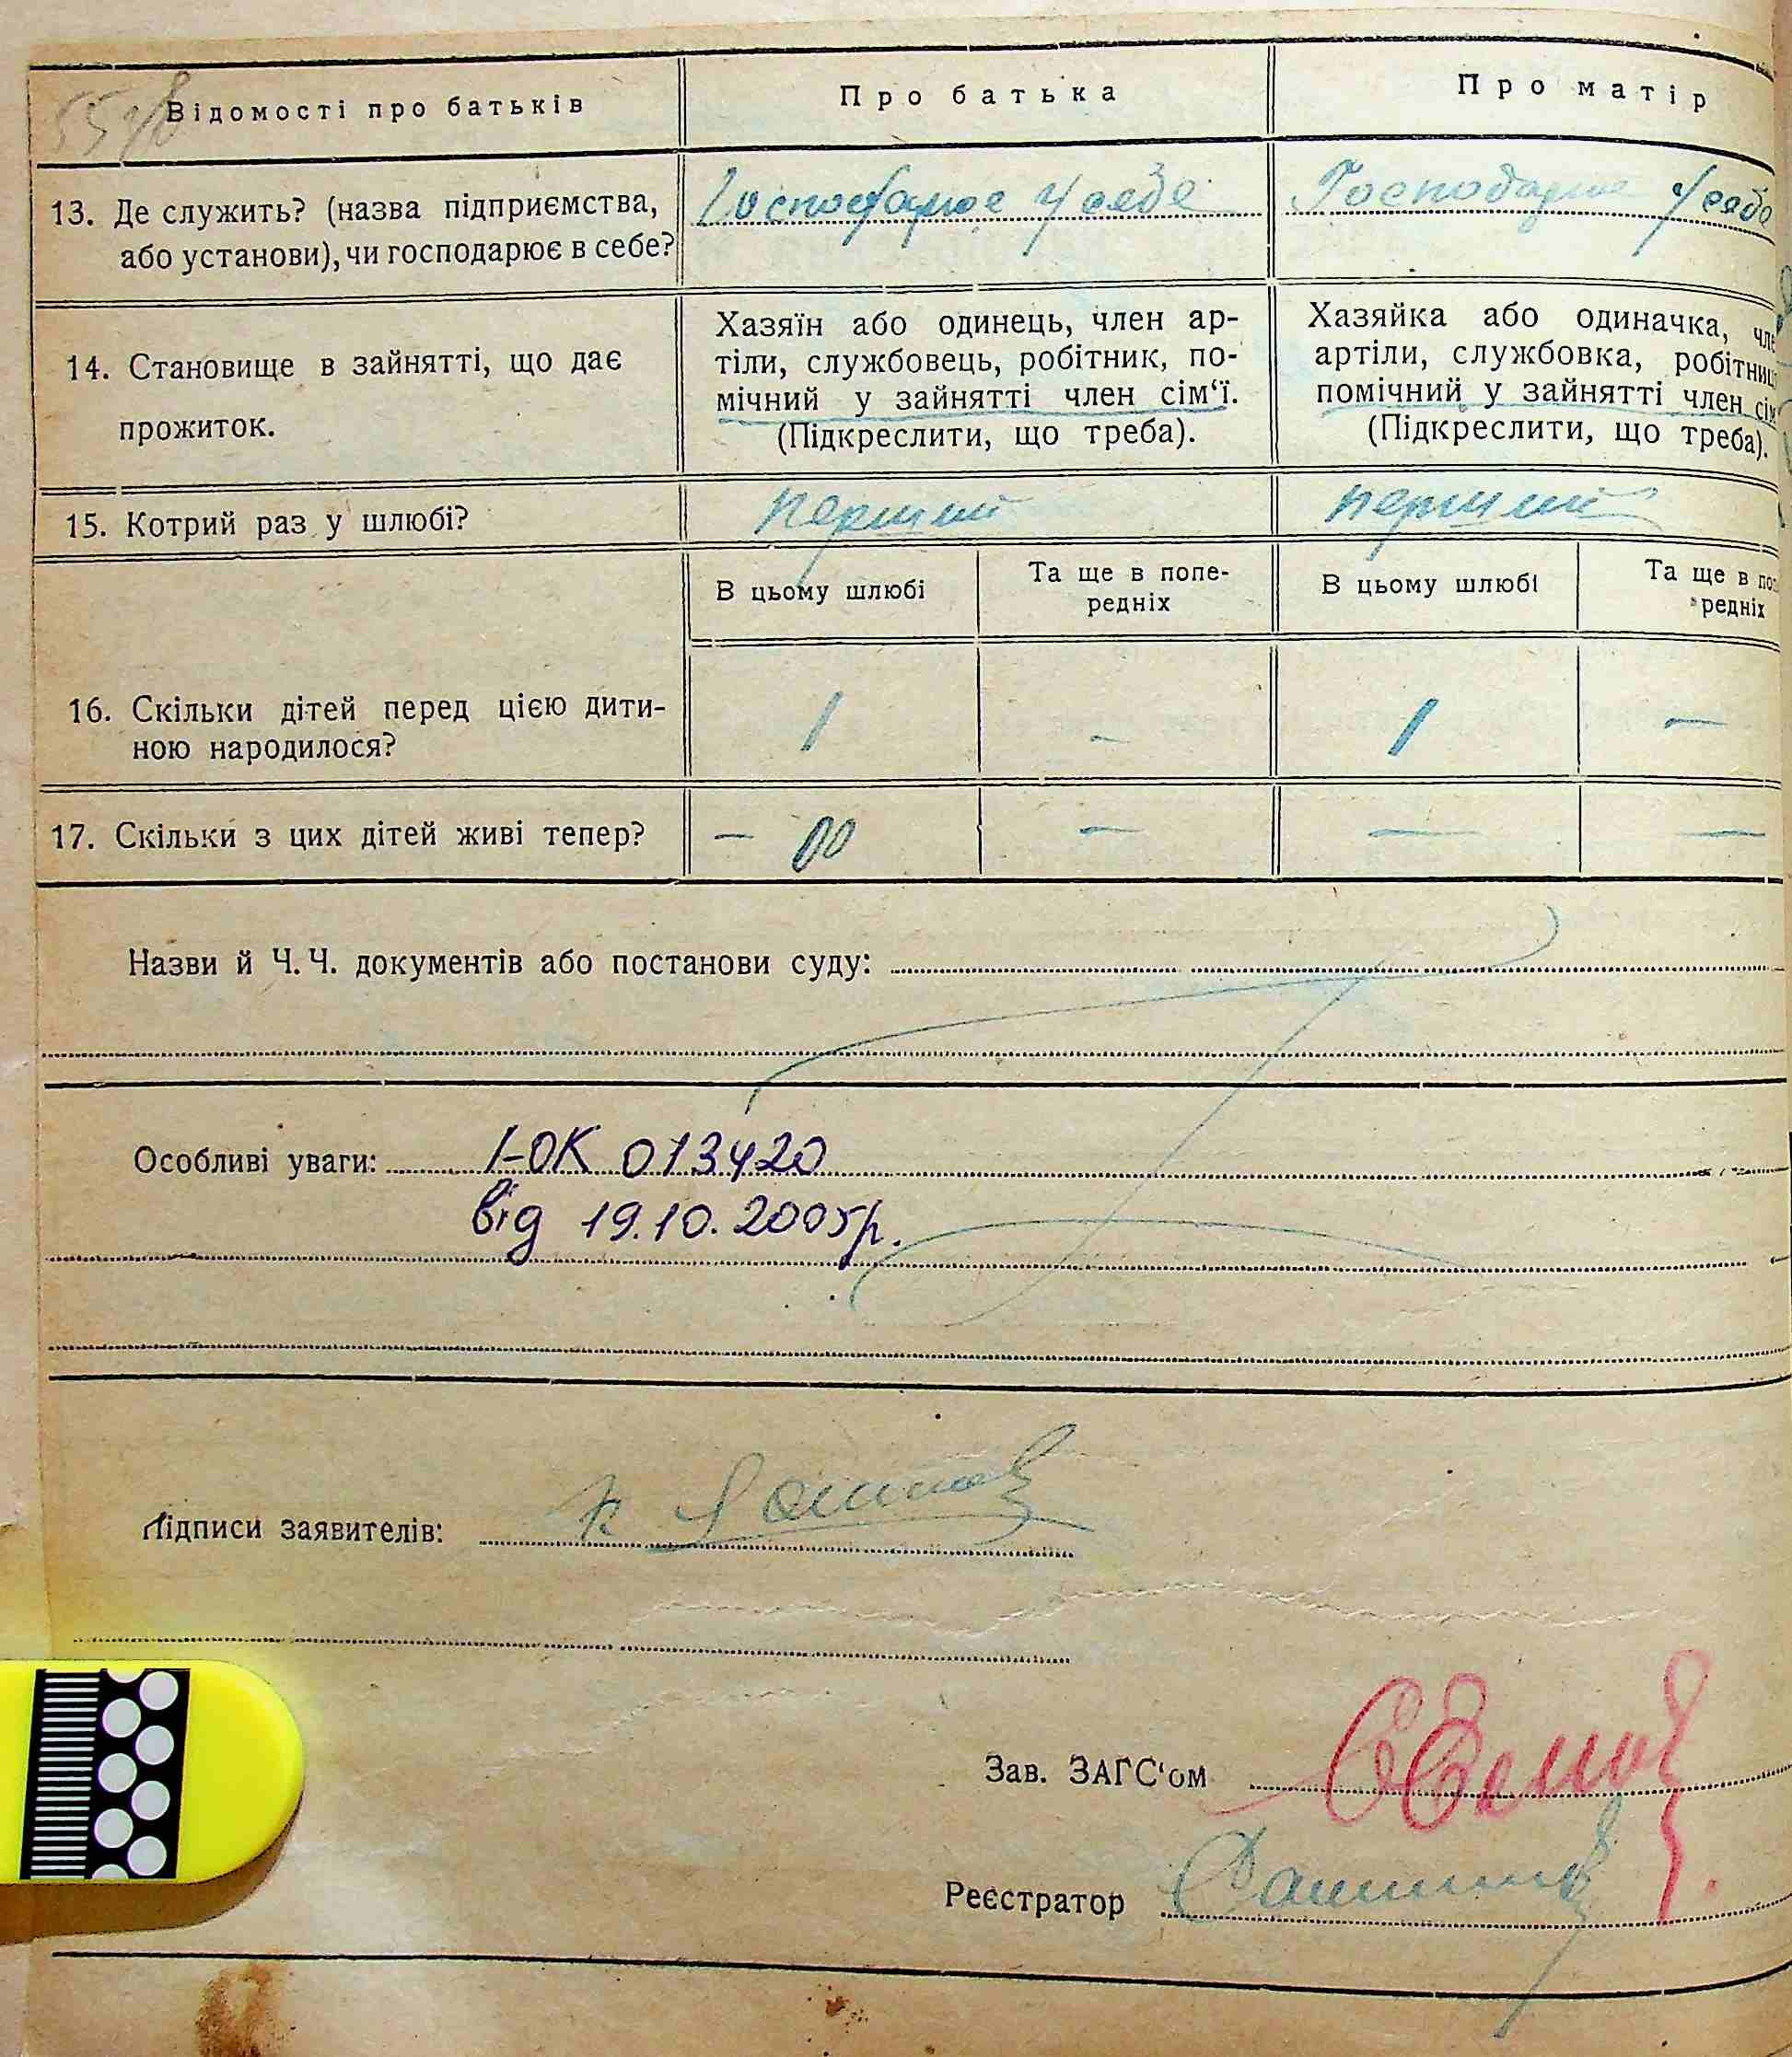 Відомості про батьків Про батька Про матір
13. Де служить? (назва підприємства, або установи), чи господарює в себе? Господарює у себе Господарює у себе
14. Становище в зайнятті, що дає прожиток.
Хазяїн або одинець, член ар-
тіли, службовець, робітник, по-
мічний у зайнятті член сім‘ї.
(Підкреслити, що треба).
Хазяйка або одиначка, чле
артіли, службовка, робітниц
помічний у зайнятті член сім
(Підкреслити, що треба).
15. Котрий раз у шлюбі? перший перший
В цьому шлюбі Та ще в попе-
редніх В цьому шлюбі Та ще в по
редніх
16. Скільки дітей перед цією дити-
ною народилося? 1 - 1 -
17. Скільки з цих дітей живі тепер? - - - -
Назви й Ч.Ч. документів або постанови суду:
Особливі уваги: І-ОК 013420
від 19.10.2005р.
Підписи заявителів:
Зав. ЗАГС‘ом
Реєстратор